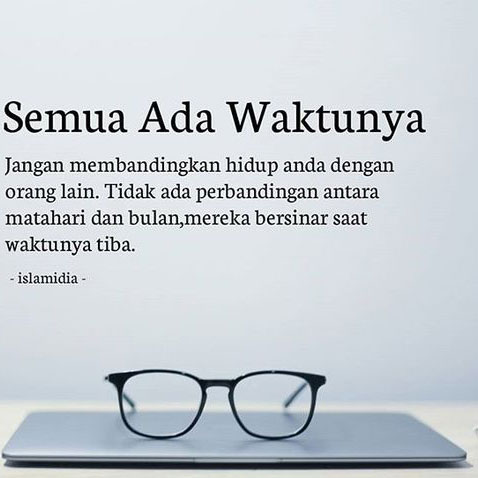 Semua Ada Waktunya
Jangan membandingkan hidup anda dengan
orang lain. Tidak ada perbandingan antara
matahari dan bulan,mereka bersinar saat
waktunya tiba.
- islamidia -